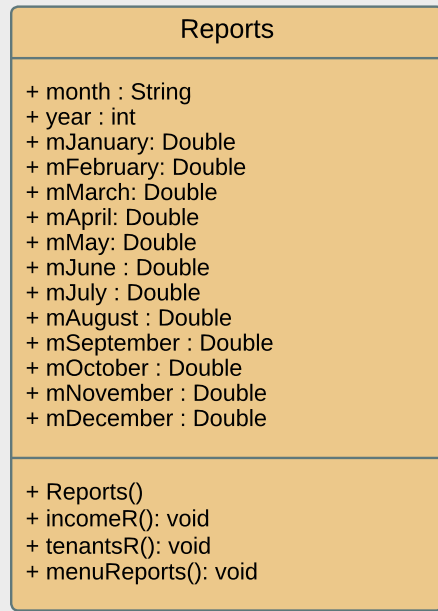 Reports
+ month : String
+ year : int
+ mJanuary: Double
+ mFebruary: Double
+ mMarch: Double
+ mApril: Double
+ mMay: Double
+ mJune : Double
+ mJuly : Double
+ mAugust : Double
+ mSeptember : Double
+ mOctober : Double
+ mNovember : Double
+ mDecember : Double
+ Reports()
+ incomeR(): void
+ tenantsR(): void
+ menuReports(): void